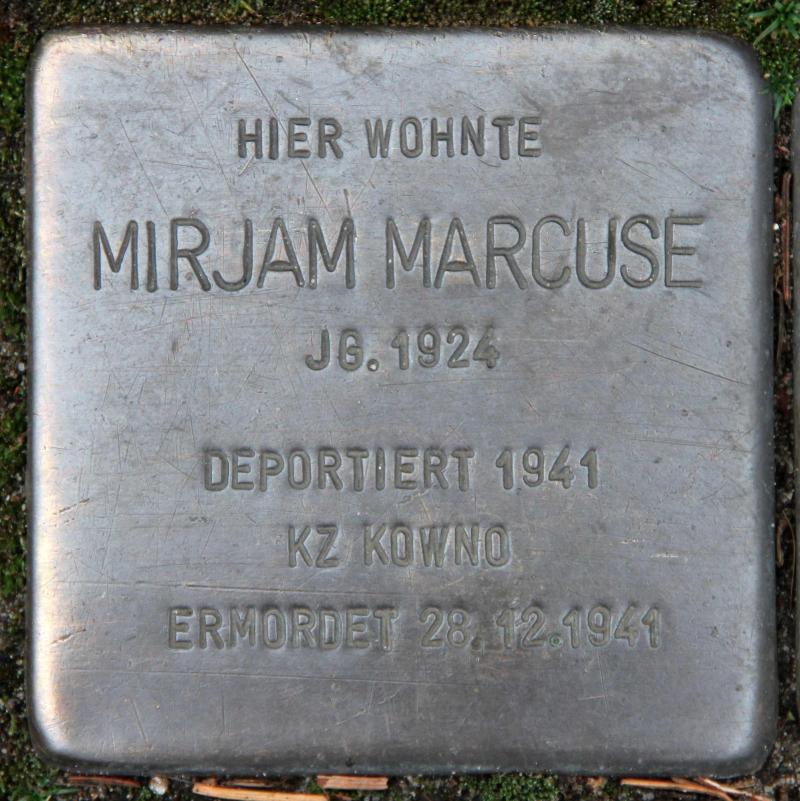 HIER WOHNTE
MIRJAM MARCUSE
JG. 1924
DEPORTIERT 1941
KZ KOWNO
ERMORDET 28.12.1941